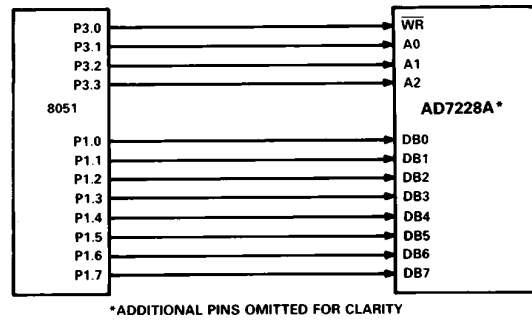 P3.0 WR
P3.1 A0
P3.2 A1
P3.3 A2
8051 AD7228A*
P1.0 DB0
P1.1 DB1
P1.2 DB2
P1.3 DB3
P1.4 DB4
P1.5 DB5
P1.6 DB6
P1.7 DB7
*ADDITIONAL PINS OMITTED FOR CLARITY